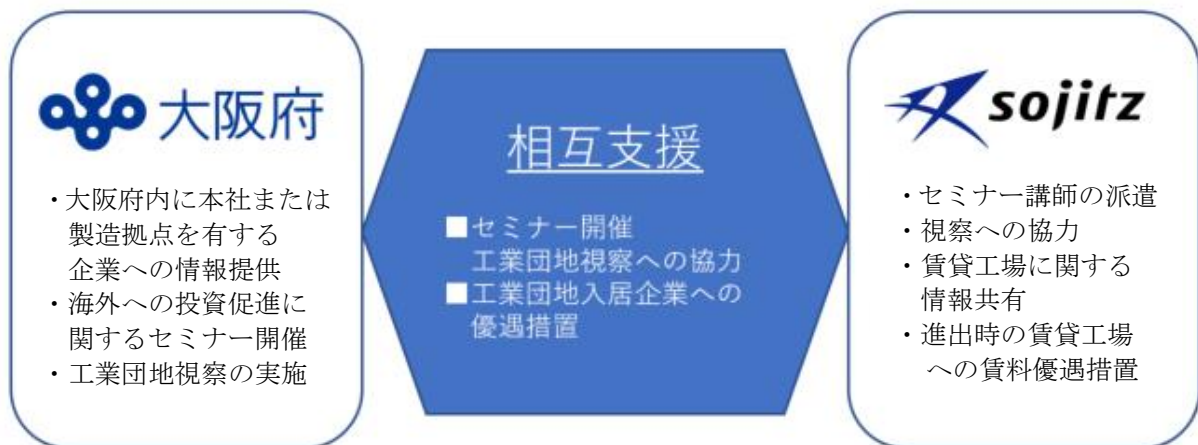 大阪府
・大阪府内に本社または
製造拠点を有する
企業への情報提供
・海外への投資促進に
関するセミナー開催
・工業団地視察の実施
相互支援
■セミナー開催
工業団地視察への協力
■工業団地入居企業への
優遇措置
sojitz
・セミナー講師の派遣
・視察への協力
・賃貸工場に関する
情報共有
・進出時の賃貸工場
への賃料優遇措置